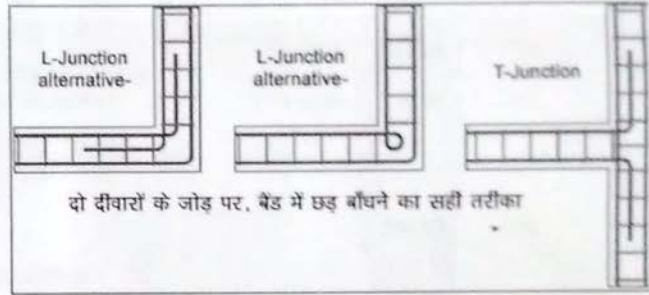 L-Junction
alternative-
L-Junction
alternative-
T-Junction
दो दीवारों के जोड़ पर, बैंड में छड़ बाँधने का सही तरीका